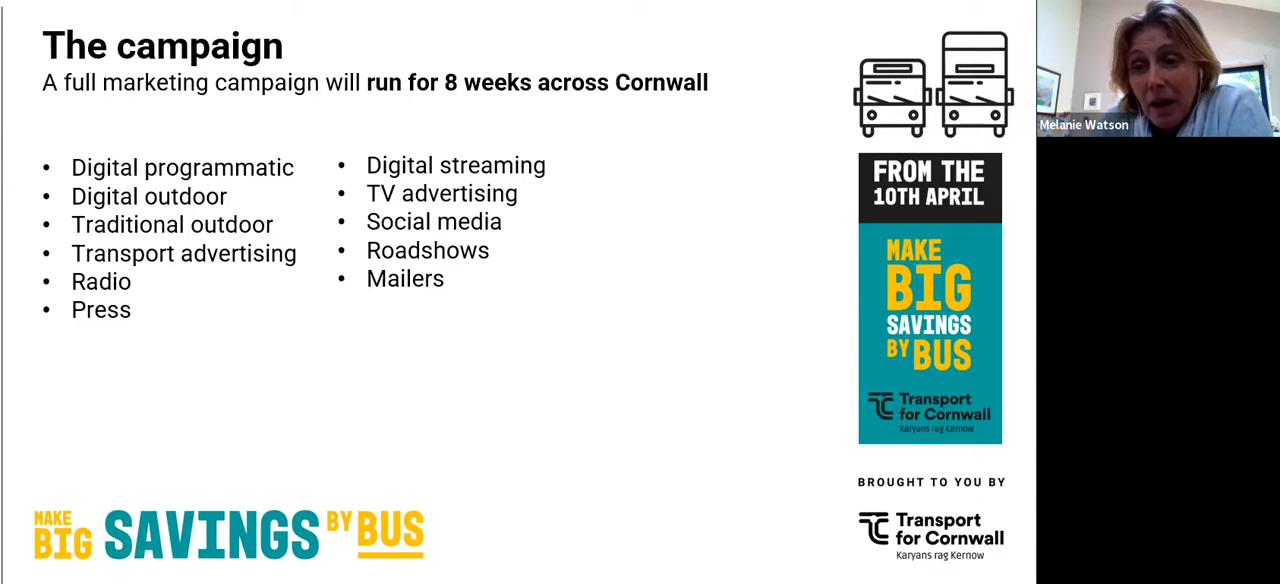 The campaign
A full marketing campaign will run for 8 weeks across Cornwall
• Digital programmatic
• Digital outdoor
• Traditional outdoor
• Transport advertising
• Radio
• Press
• Digital streaming
• TV advertising
• Social media
• Roadshows
• Mailers
FROM THE
10TH APRIL
MAKE
BIG
SAVINGS
BY BUS
Transport
for Cornwall
Karyans rag Kernow
BROUGHT TO YOU BY
Transport
for Cornwall
Karyans rag Kernow
MAKE
BIG SAVINGS BY BUS
Melanie Watson